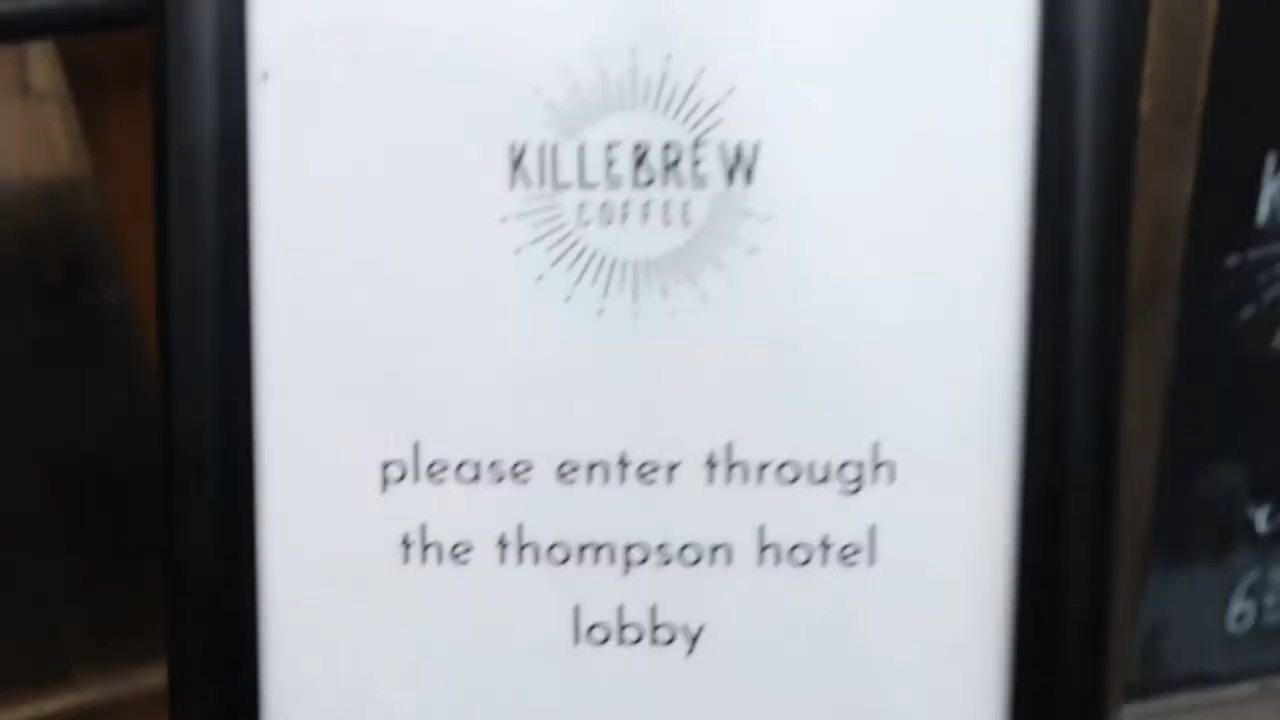 KILLEBREW
COFFEE
please enter through
the thompson hotel
lobby